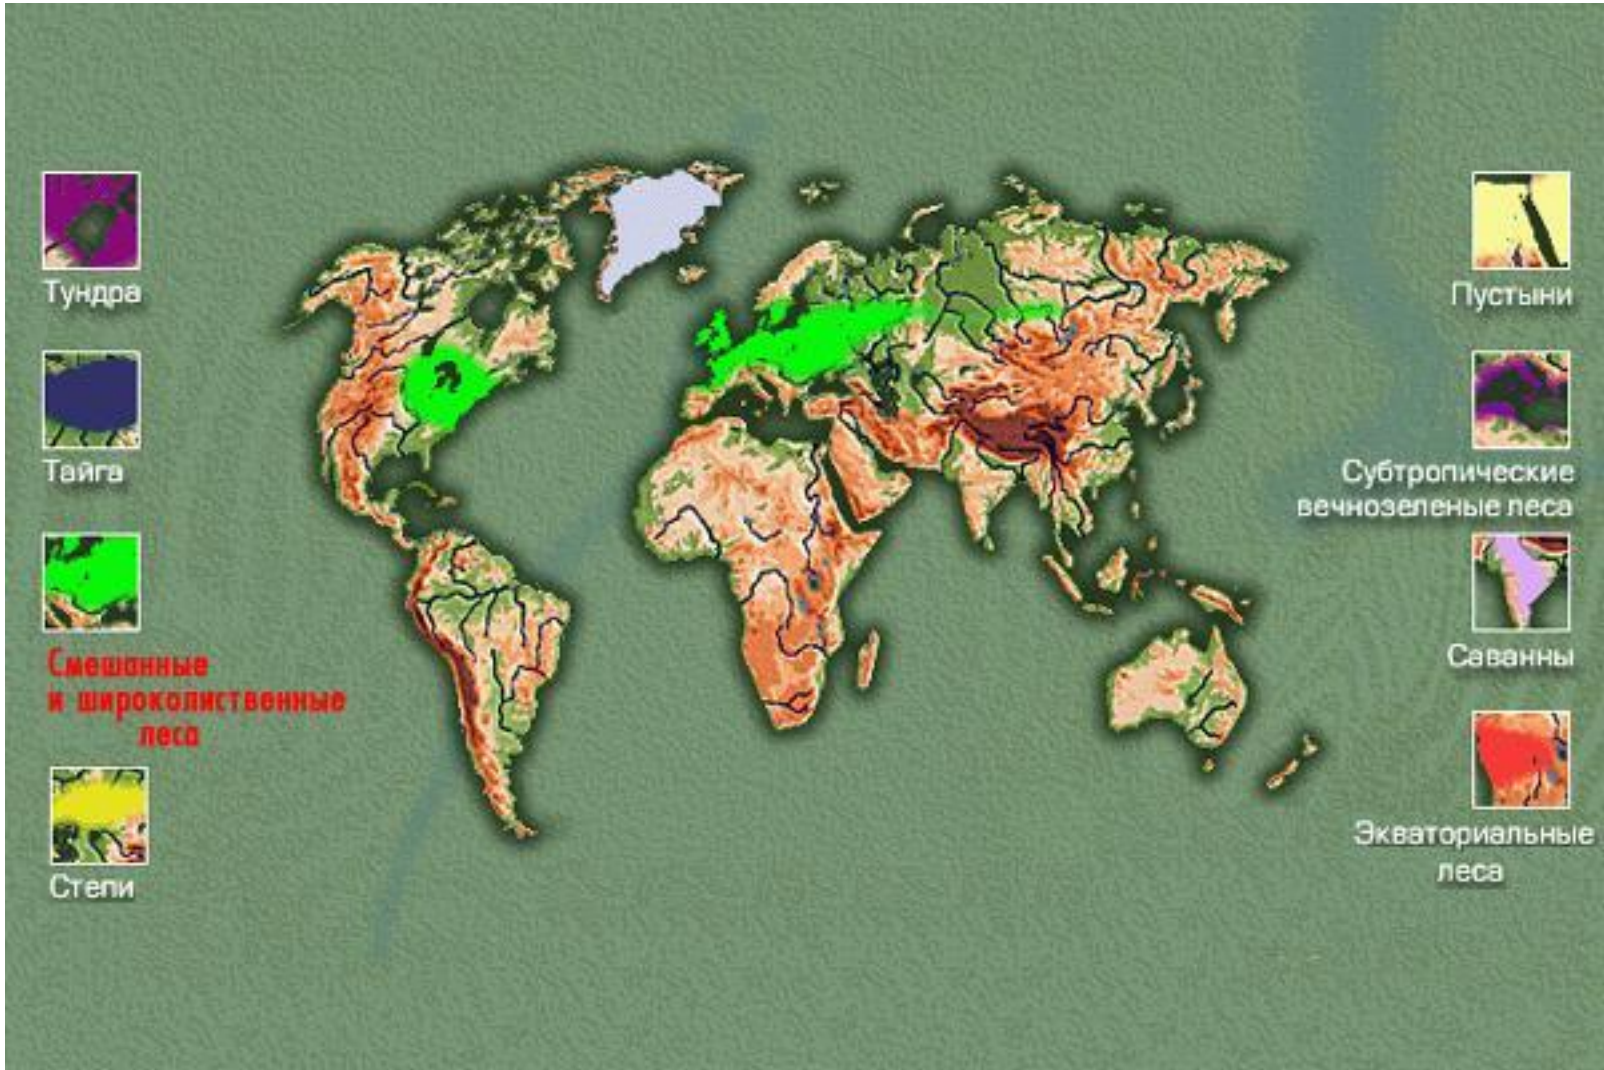 Тундра
Тайга
Смешанные
и широколиственные
леса
Степи
Пустыни
Субтропические
вечнозеленые леса
Саванны
Экваториальные
леса